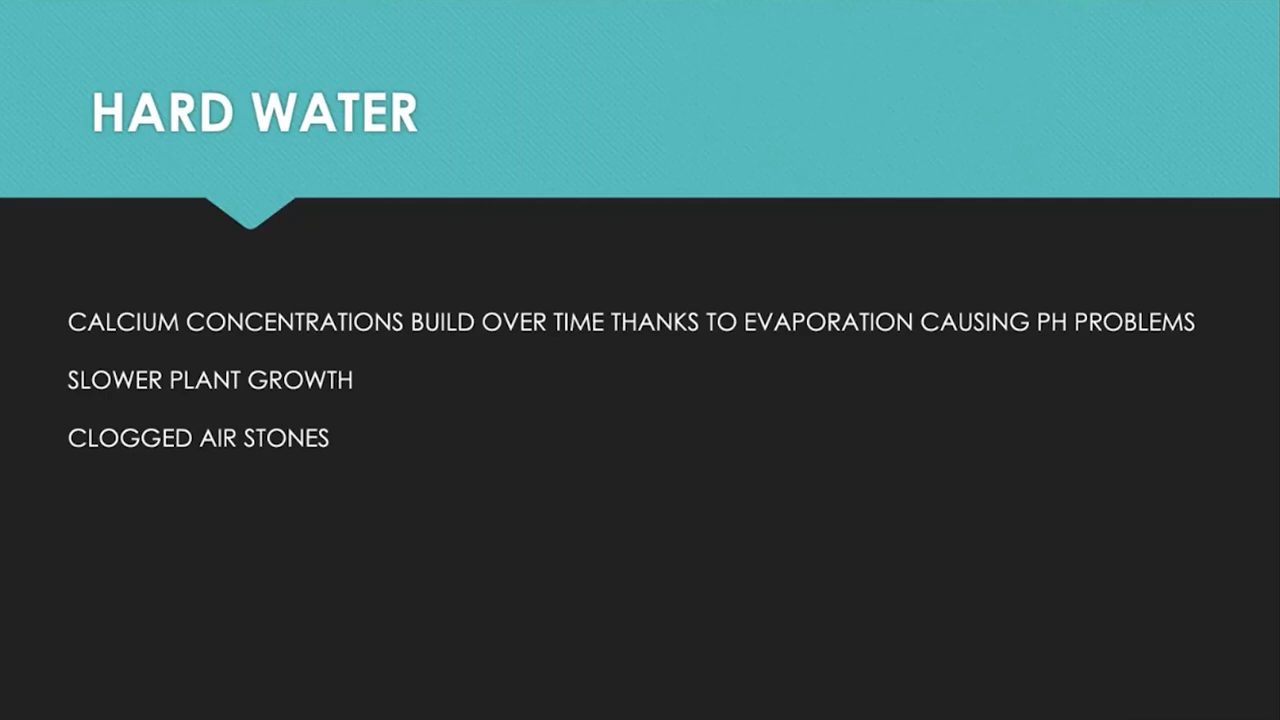 HARD WATER
CALCIUM CONCENTRATIONS BUILD OVER TIME THANKS TO EVAPORATION CAUSING PH PROBLEMS
SLOWER PLANT GROWTH
CLOGGED AIR STONES